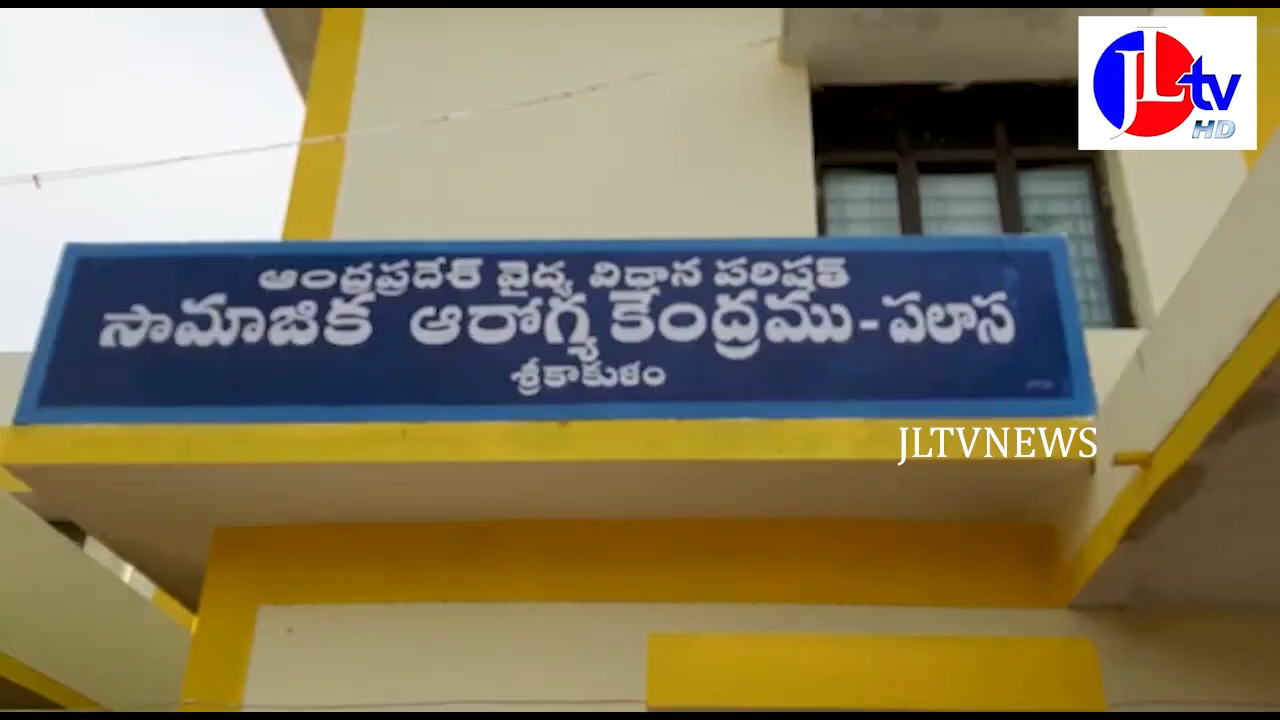 JLtv
HD
ఆంధ్రప్రదేశ్ వైద్య విధాన పరిషత్
సామాజిక ఆరోగ్య కేంద్రము - పలాస
శ్రీకాకుళం
JLTVNEWS